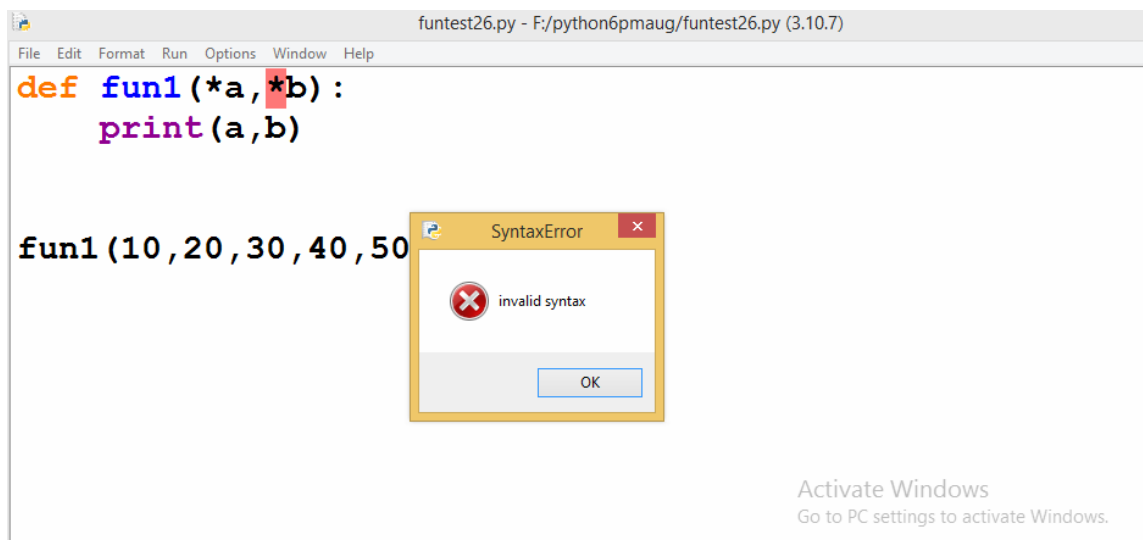 funtest26.py - F:/python6pmaug/funtest26.py (3.10.7)
File Edit Format Run Options Window Help
def fun1(*a,*b):
    print(a,b)
fun1(10,20,30,40,50
SyntaxError
invalid syntax
OK
Activate Windows
Go to PC settings to activate Windows.